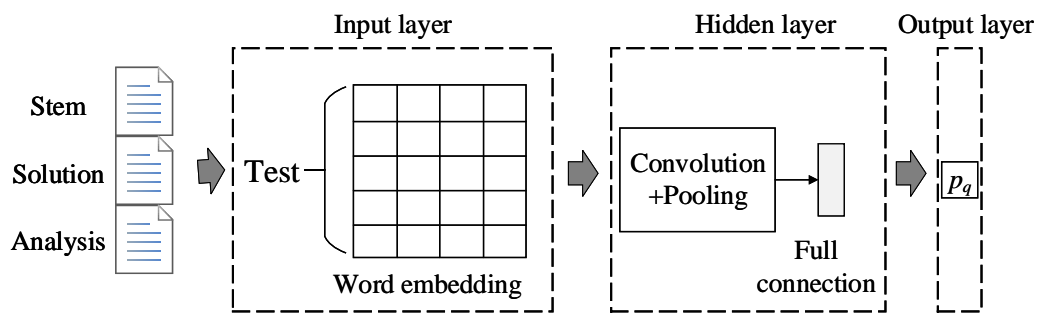 Input layer
Hidden layer
Output layer
Stem
Solution
Analysis
Test
Word embedding
Convolution
+Pooling
Full
connection
p_q